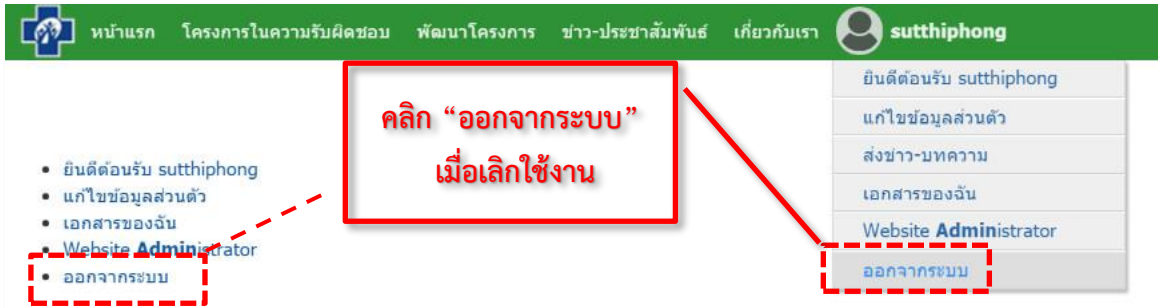 หน้าแรก โครงการในความรับผิดชอบ พัฒนาโครงการ ข่าว-ประชาสัมพันธ์ เกี่ยวกับเรา sutthiphong
คลิก “ออกจากระบบ”
เมื่อเลิกใช้งาน
ยินดีต้อนรับ sutthiphong
แก้ไขข้อมูลส่วนตัว
เอกสารของฉัน
Website Administrator
ออกจากระบบ
ยินดีต้อนรับ sutthiphong
แก้ไขข้อมูลส่วนตัว
ส่งข่าว-บทความ
เอกสารของฉัน
Website Administrator
ออกจากระบบ